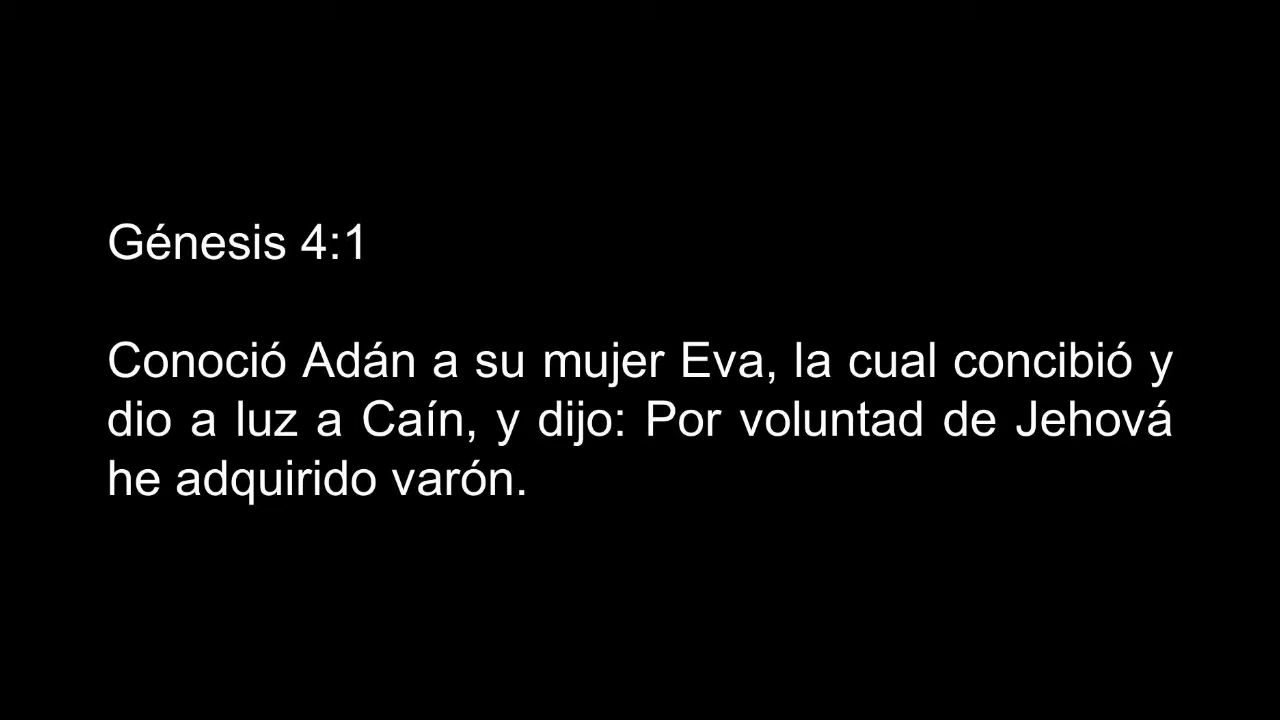 Génesis 4:1
Conoció Adán a su mujer Eva, la cual concibió y
dio a luz a Caín, y dijo: Por voluntad de Jehová
he adquirido varón.